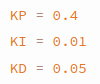 KP = 0.4
KI = 0.01
KD = 0.05